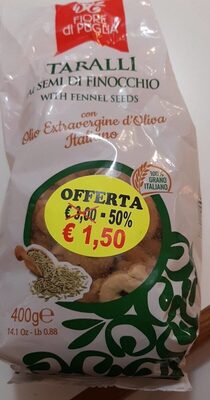 FIORE
di PUGLIA
TARALLI
AI SEMI DI FINOCCHIO
WITH FENNEL SEEDS
con
Olio Extravergine d'Oliva
Italiano
100%
GRANO
ITALIANO
OFFERTA
€ 3,00 - 50%
€ 1,50
400g e
14.1 Oz - Lb 0.88